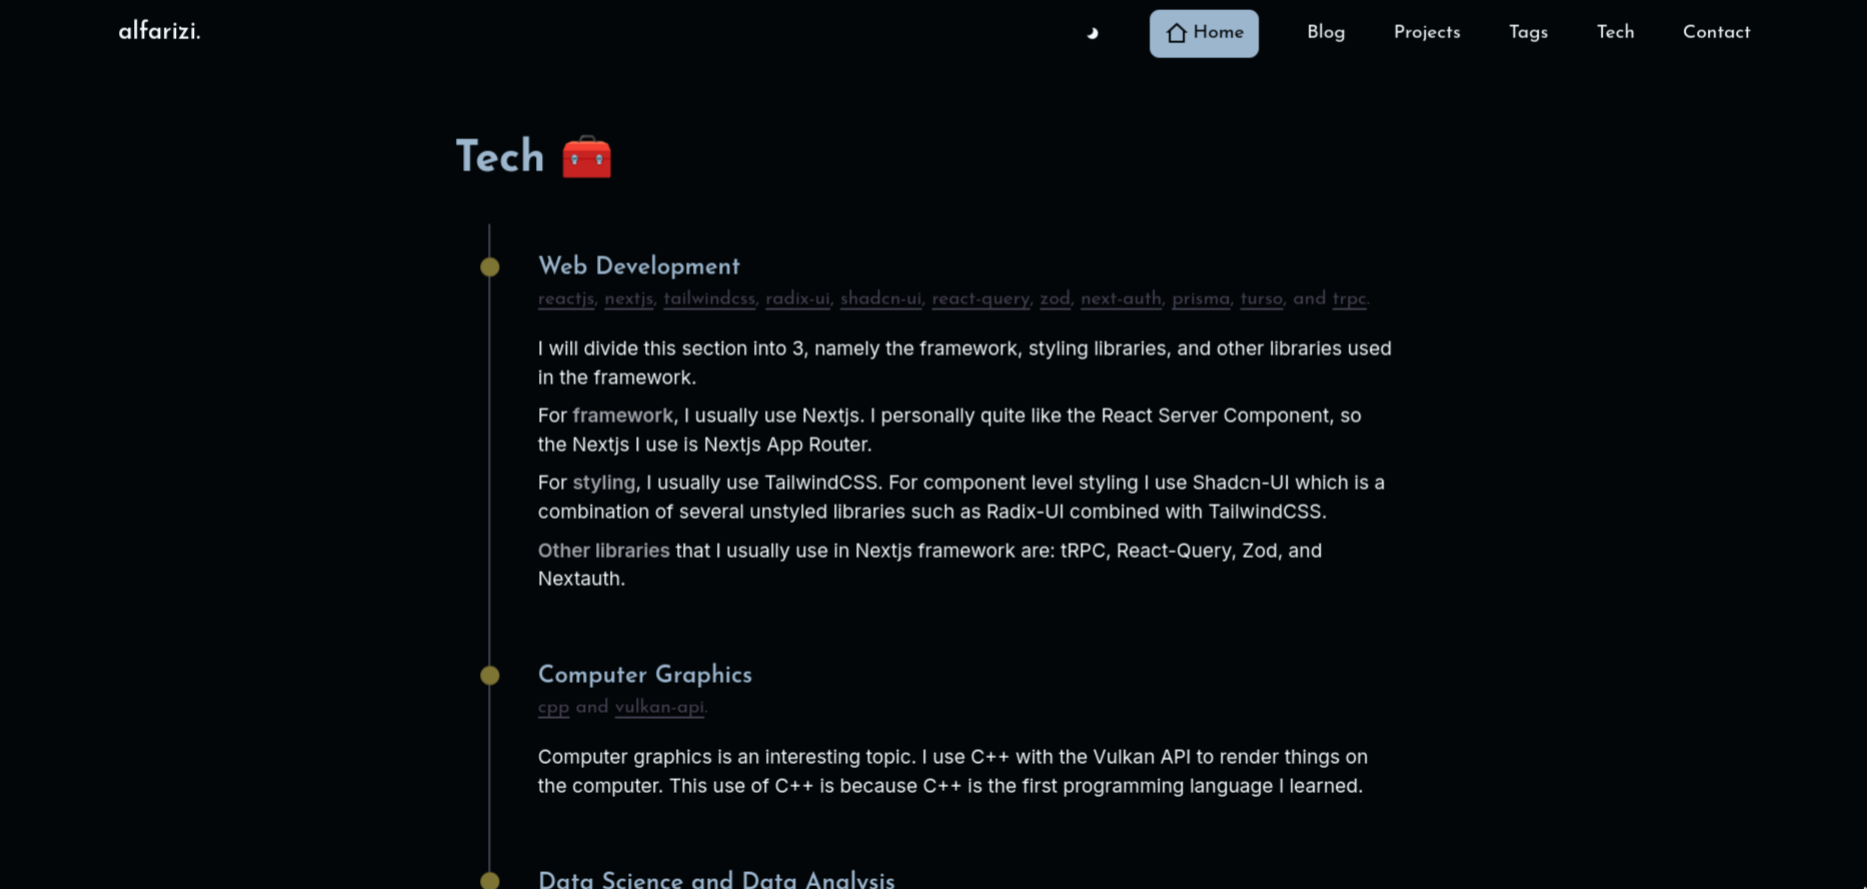 alfarizi.
Home Blog Projects Tags Tech Contact
Tech
Web Development
reactjs, nextjs, tailwindcss, radix-ui, shadcn-ui, react-query, zod, next-auth, prisma, turso, and trpc.
I will divide this section into 3, namely the framework, styling libraries, and other libraries used
in the framework.
For framework, I usually use Nextjs. I personally quite like the React Server Component, so
the Nextjs I use is Nextjs App Router.
For styling, I usually use TailwindCSS. For component level styling I use Shadcn-UI which is a
combination of several unstyled libraries such as Radix-UI combined with TailwindCSS.
Other libraries that I usually use in Nextjs framework are: tRPC, React-Query, Zod, and
Nextauth.
Computer Graphics
cpp and vulkan-api.
Computer graphics is an interesting topic. I use C++ with the Vulkan API to render things on
the computer. This use of C++ is because C++ is the first programming language I learned.
Data Science and Data Analysis